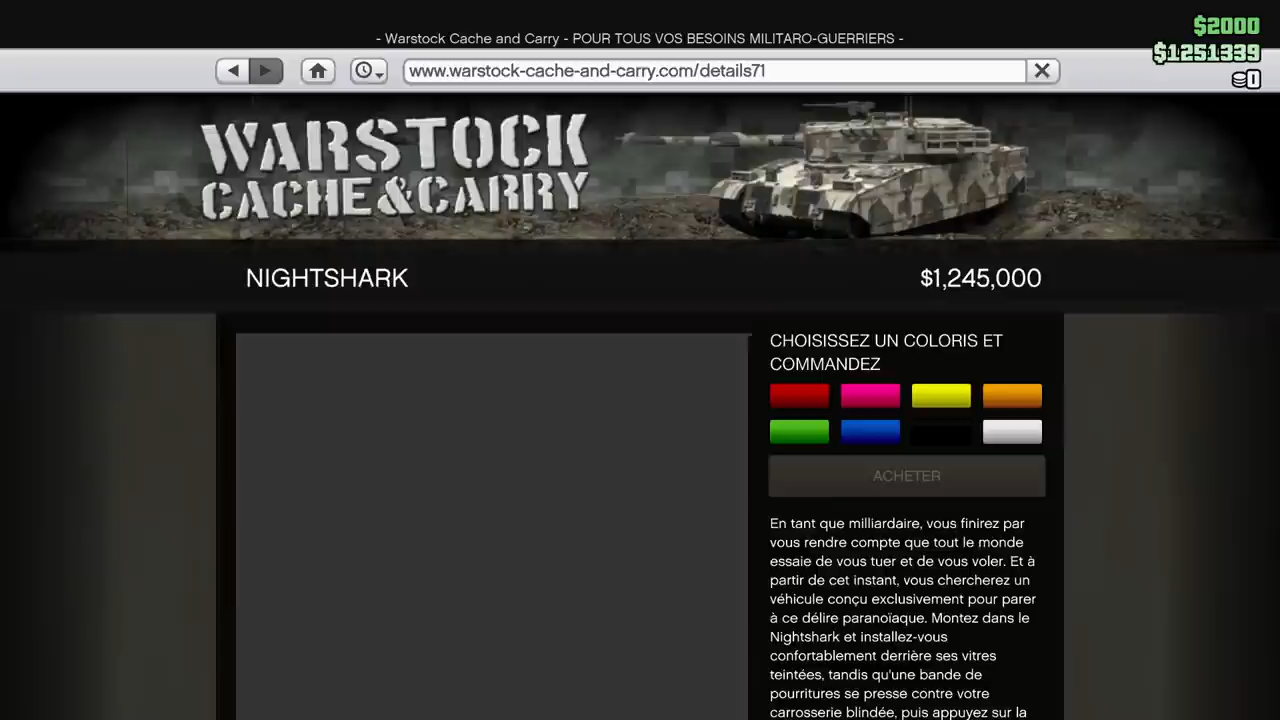 - Warstock Cache and Carry - POUR TOUS VOS BESOINS MILITARO-GUERRIERS -
$2000
$1251339
0
www.warstock-cache-and-carry.com/details71
WARSTOCK
CACHE&CARRY
NIGHTSHARK
$1,245,000
CHOISISSEZ UN COLORIS ET
COMMANDEZ
ACHETER
En tant que milliardaire, vous finirez par
vous rendre compte que tout le monde
essaie de vous tuer et de vous voler. Et à
partir de cet instant, vous chercherez un
véhicule conçu exclusivement pour parer
à ce délire paranoïaque. Montez dans le
Nightshark et installez-vous
confortablement derrière ses vitres
teintées, tandis qu'une bande de
pourritures se presse contre votre
carrosserie blindée, puis appuyez sur la